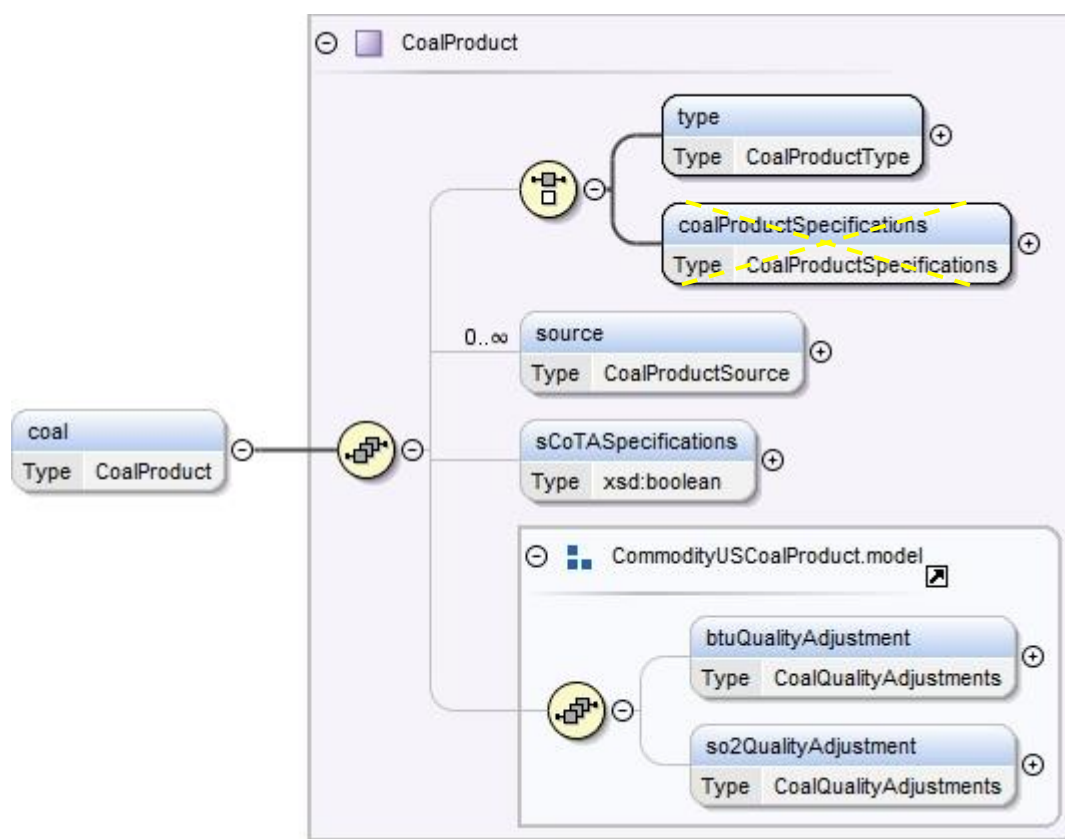 CoalProduct
type
Type CoalProductType
coalProductSpecifications
Type CoalProductSpecifications
0..∞
source
Type CoalProductSource
coal
Type CoalProduct
sCoTASpecifications
Type xsd:boolean
CommodityUSCoalProduct.model
btuQualityAdjustment
Type CoalQualityAdjustments
so2QualityAdjustment
Type CoalQualityAdjustments